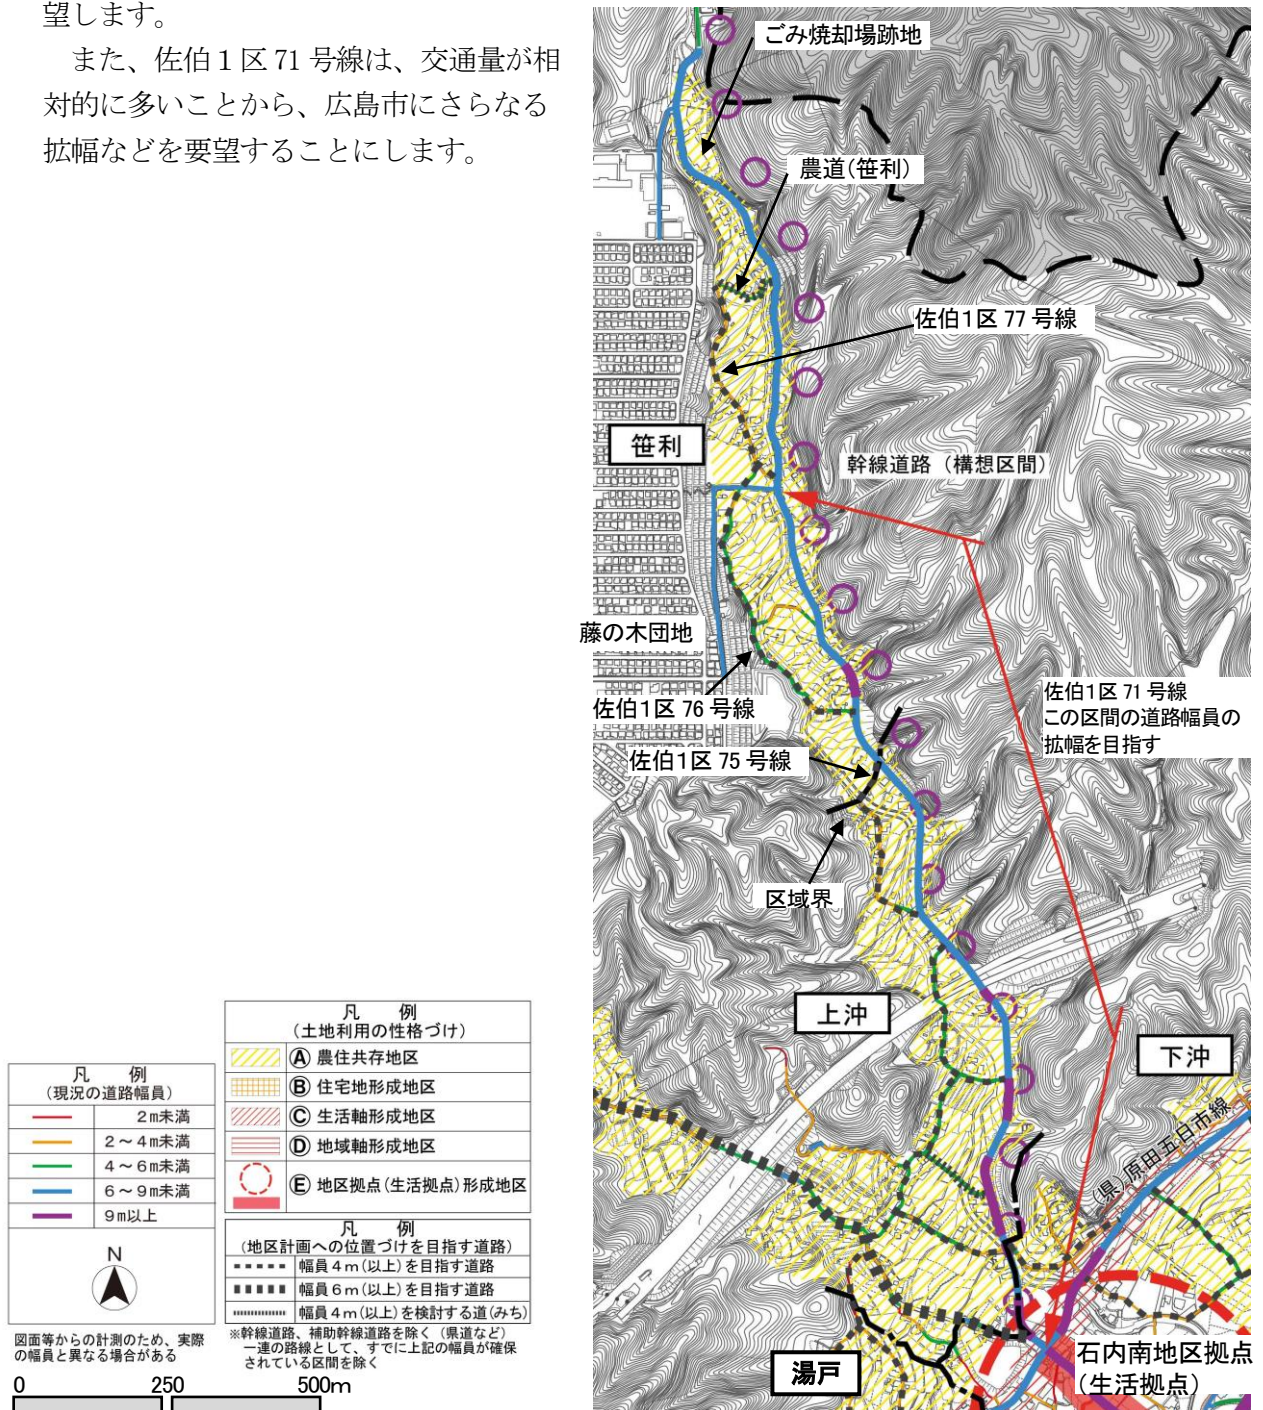 望します。
また、佐伯１区 71 号線は、交通量が相
対的に多いことから、広島市にさらなる
拡幅などを要望することにします。
ごみ焼却場跡地
農道(笹利)
佐伯１区 77 号線
笹利
幹線道路（構想区間）
藤の木団地
佐伯１区 76 号線
佐伯１区 71 号線
この区間の道路幅員の
拡幅を目指す
佐伯１区 75 号線
区域界
上沖
下沖
(県)原田五日市線
湯戸
石内南地区拠点
(生活拠点)
凡　例
(現況の道路幅員)
2m未満
2～4m未満
4～6m未満
6～9m未満
9m以上
N
図面等からの計測のため、実際
の幅員と異なる場合がある
0 250 500m
凡　例
(土地利用の性格づけ)
Ⓐ 農住共存地区
Ⓑ 住宅地形成地区
Ⓒ 生活軸形成地区
Ⓓ 地域軸形成地区
Ⓔ 地区拠点(生活拠点)形成地区
凡　例
(地区計画への位置づけを目指す道路)
幅員４ｍ(以上)を目指す道路
幅員６ｍ(以上)を目指す道路
幅員４ｍ(以上)を検討する道(みち)
※幹線道路、補助幹線道路を除く（県道など）
一連の路線として、すでに上記の幅員が確保
されている区間を除く